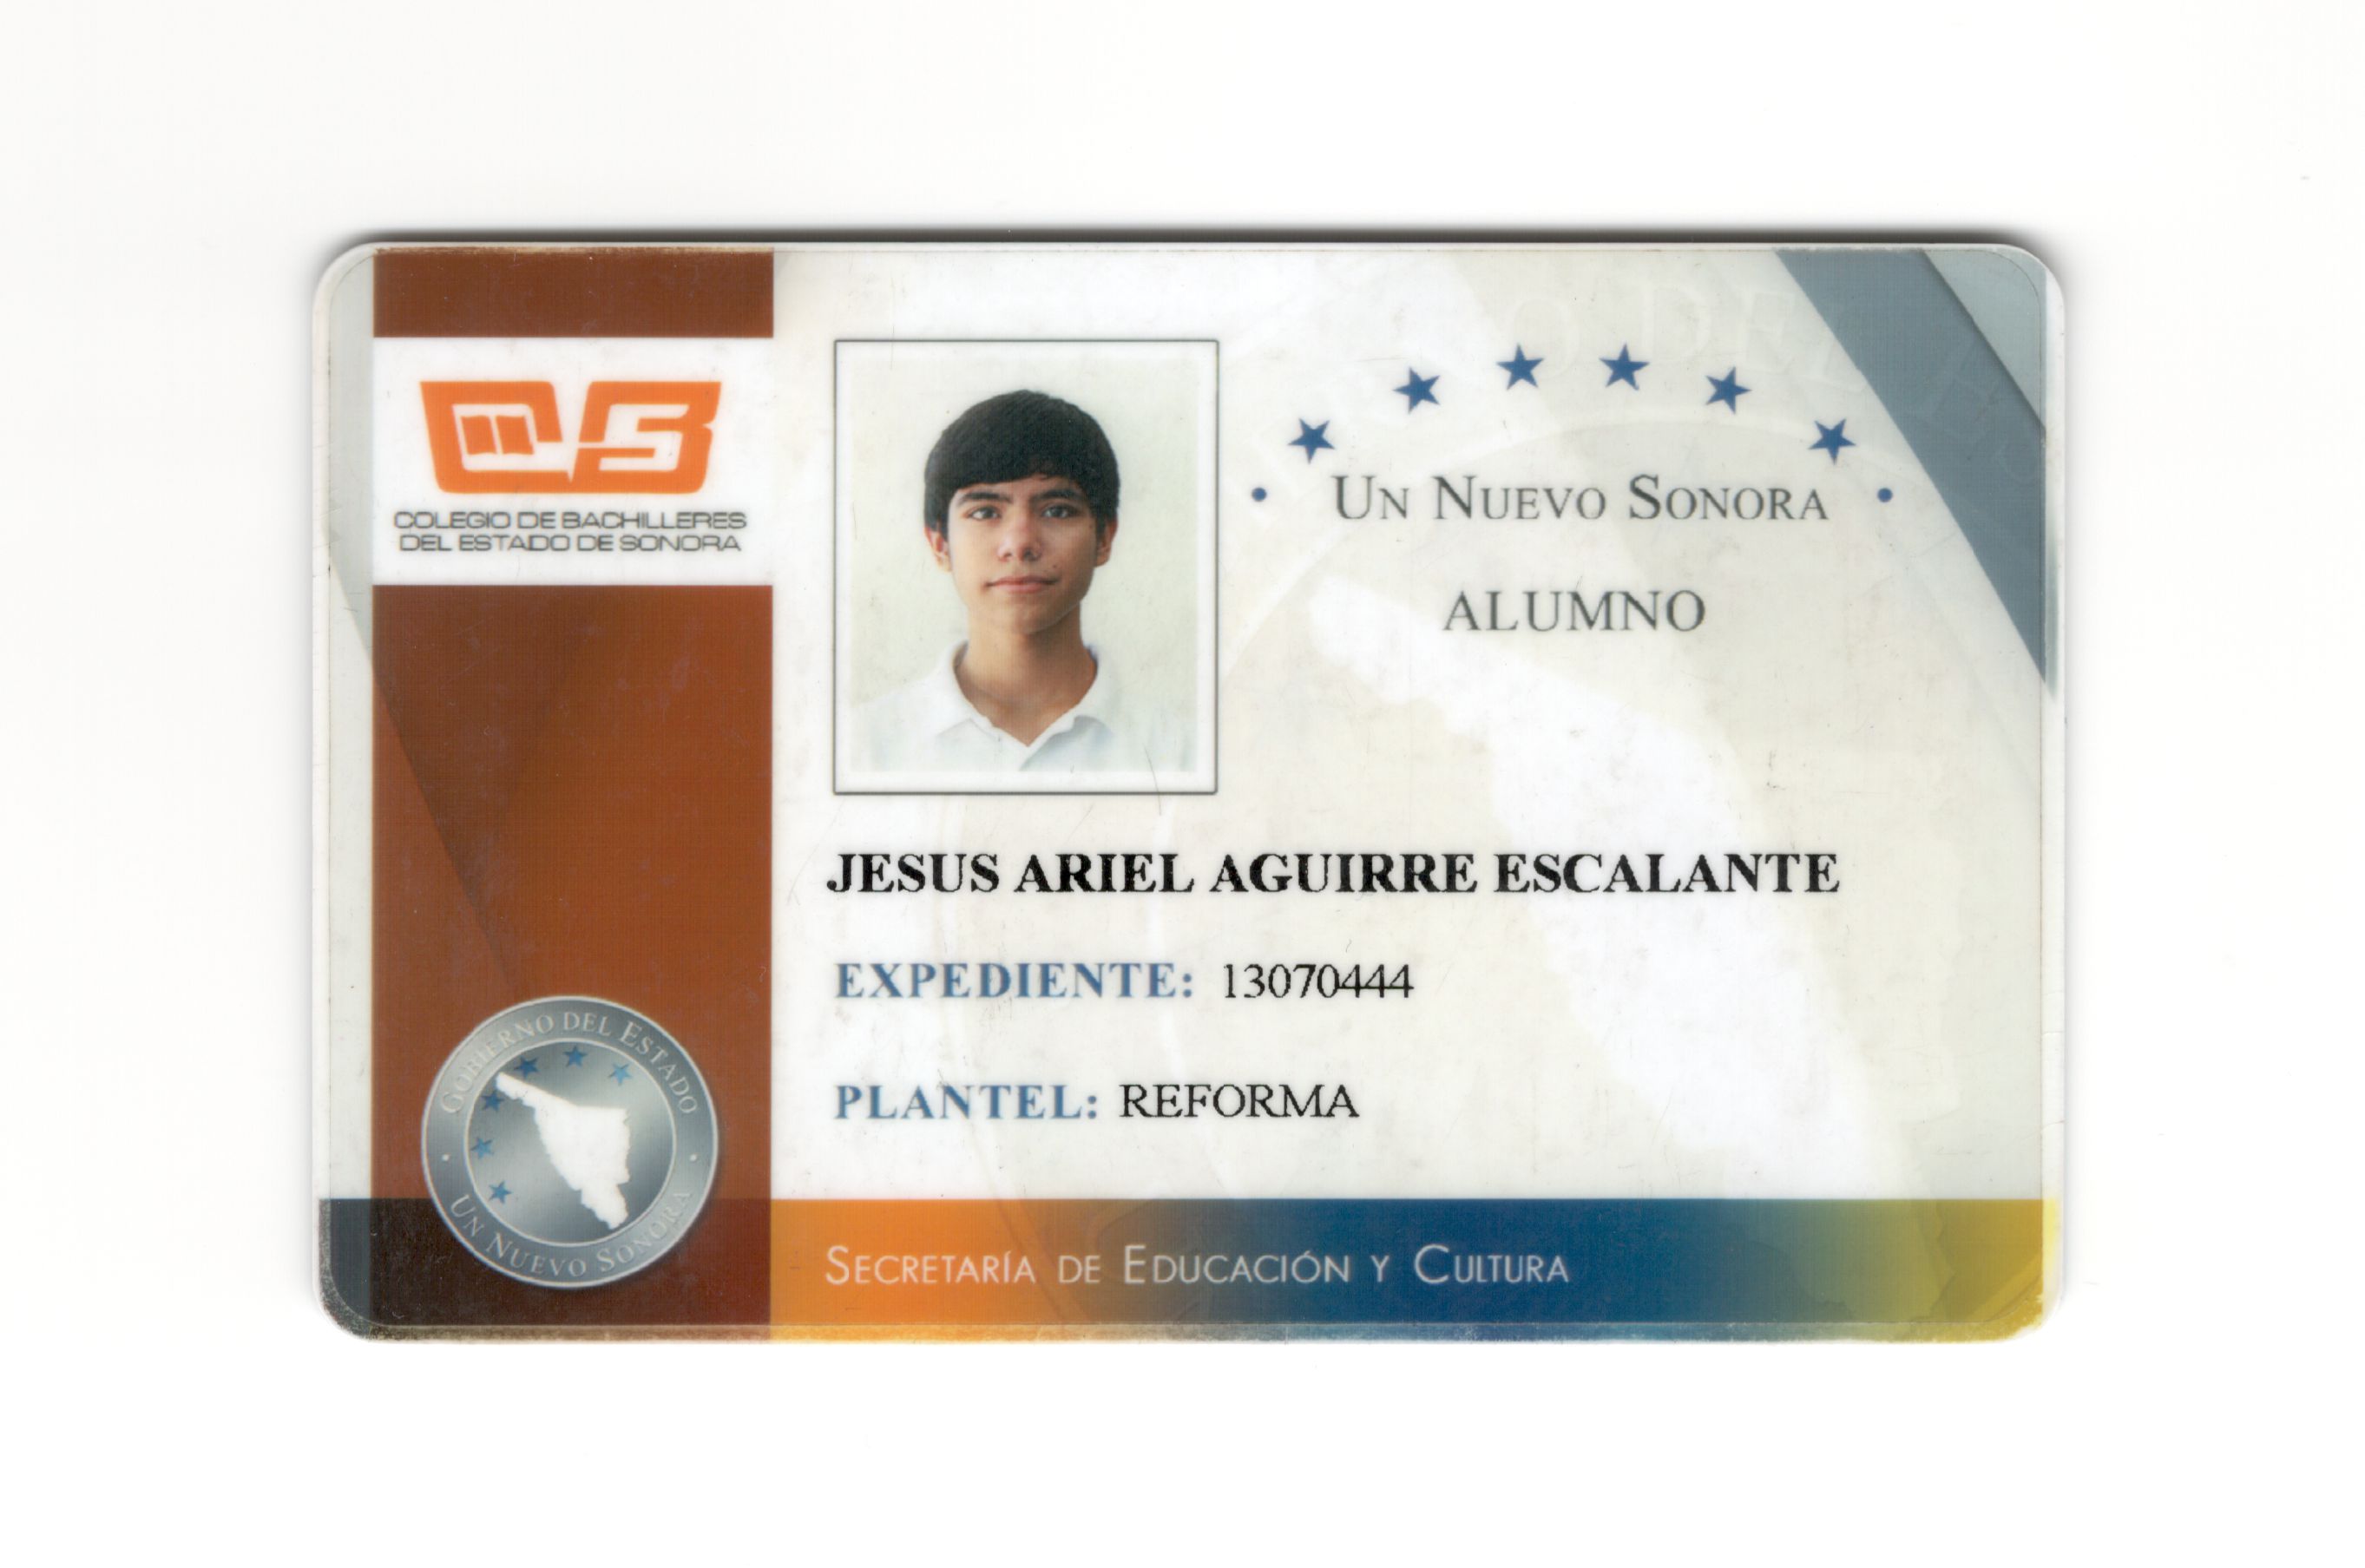 COLEGIO DE BACHILLERES
DEL ESTADO DE SONORA
UN NUEVO SONORA
ALUMNO
JESUS ARIEL AGUIRRE ESCALANTE
EXPEDIENTE: 13070444
PLANTEL: REFORMA
GOBIERNO DEL ESTADO
UN NUEVO SONORA
SECRETARÍA DE EDUCACIÓN Y CULTURA